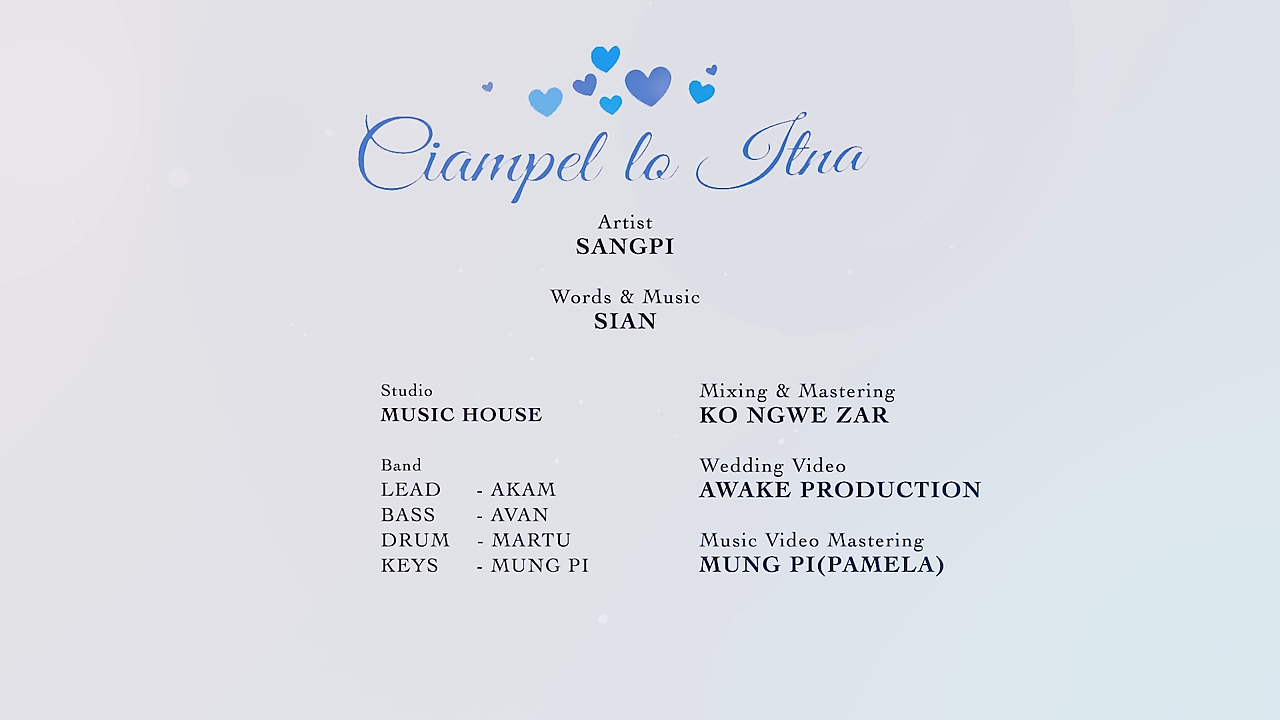 Ciampel lo Itna
Artist
SANGPI
Words & Music
SIAN
Studio
MUSIC HOUSE
Band
LEAD - AKAM
BASS - AVAN
DRUM - MARTU
KEYS - MUNG PI
Mixing & Mastering
KO NGWE ZAR
Wedding Video
AWAKE PRODUCTION
Music Video Mastering
MUNG PI(PAMELA)